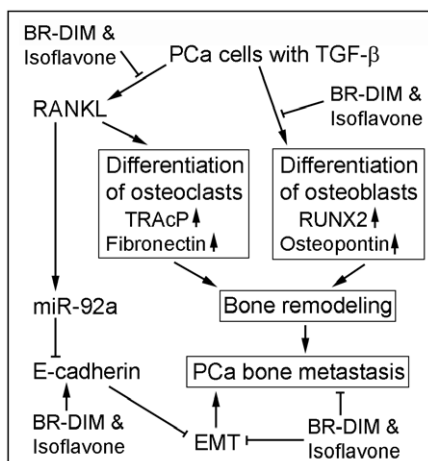 BR-DIM &
Isoflavone
PCa cells with TGF-β
RANKL
BR-DIM &
Isoflavone
Differentiation
of osteoclasts
TRAcP
Fibronectin
Differentiation
of osteoblasts
RUNX2
Osteopontin
miR-92a
Bone remodeling
E-cadherin
PCa bone metastasis
BR-DIM &
Isoflavone
EMT
BR-DIM &
Isoflavone